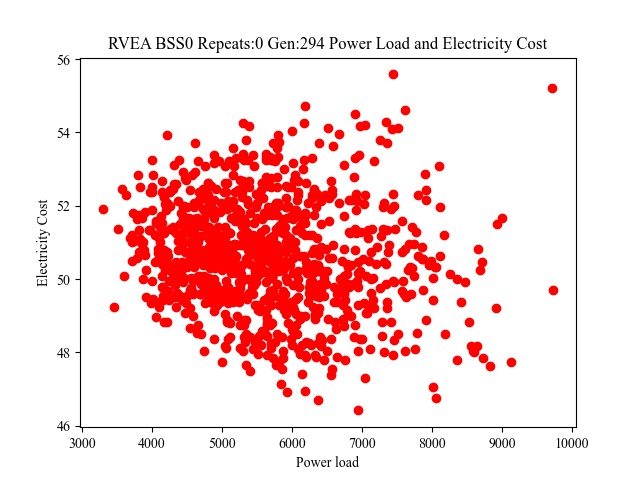 RVEA BSS0 Repeats:0 Gen:294 Power Load and Electricity Cost
56
54
52
50
48
46
Electricity Cost
3000 4000 5000 6000 7000 8000 9000 10000
Power load